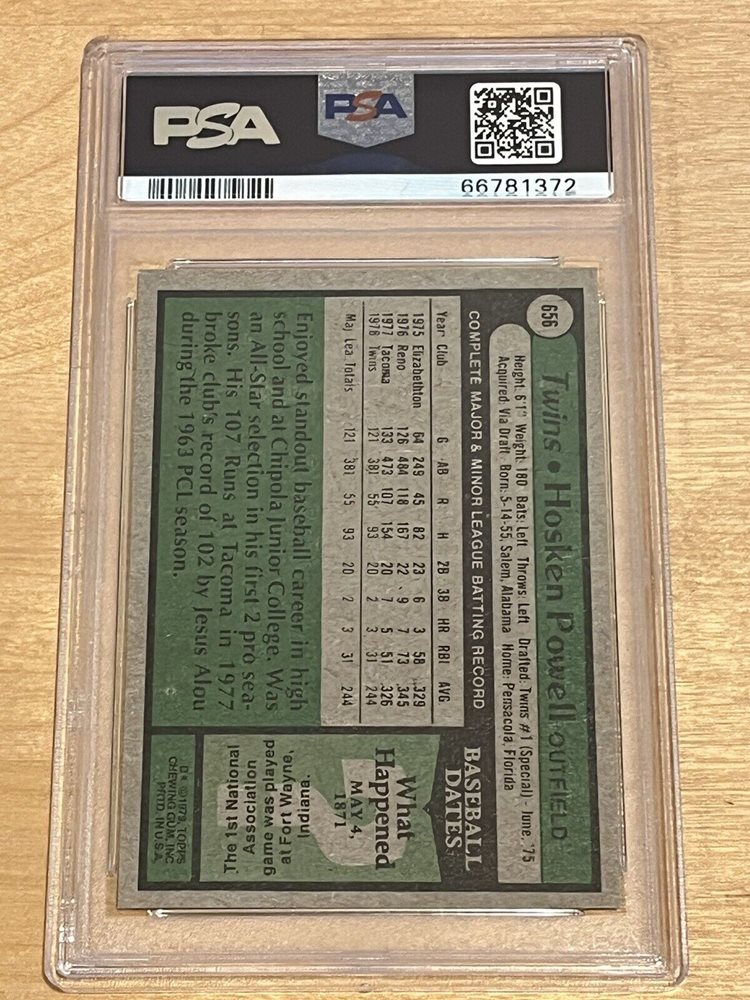 PSA
PSA
66781372
656
Twins • Hosken Powell-OUTFIELD
Height: 6'1" Weight: 180 Bats: Left Throws: Left Drafted: Twins #1 (Special) - June, '75
Acquired: Via Draft Born: 5-14-55, Salem, Alabama Home: Pensacola, Florida
COMPLETE MAJOR & MINOR LEAGUE BATTING RECORD
Year Club G AB R H 2B 3B HR RBI AVG
1975 Elizabethton 64 249 45 82 23 6 3 58 .329
1976 Reno 126 484 118 167 22 9 7 73 .345
1977 Tacoma 133 473 107 154 20 7 5 51 .326
1978 Twins 121 381 55 93 20 2 3 31 .244
Maj. Lea. Totals 121 381 55 93 20 2 3 31 .244
Enjoyed standout baseball career in high
school and at Chipola Junior College. Was
an All-Star selection in his first 2 pro sea-
sons. His 107 Runs at Tacoma in 1977
broke club's record of 102 by Jesus Alou
during the 1963 PCL season.
BASEBALL
DATES
What
Happened
MAY 4,
1871
The 1st National
Association
game was played
at Fort Wayne,
Indiana.
©1979, TOPPS
CHEWING GUM, INC.
PRTD. IN U.S.A.